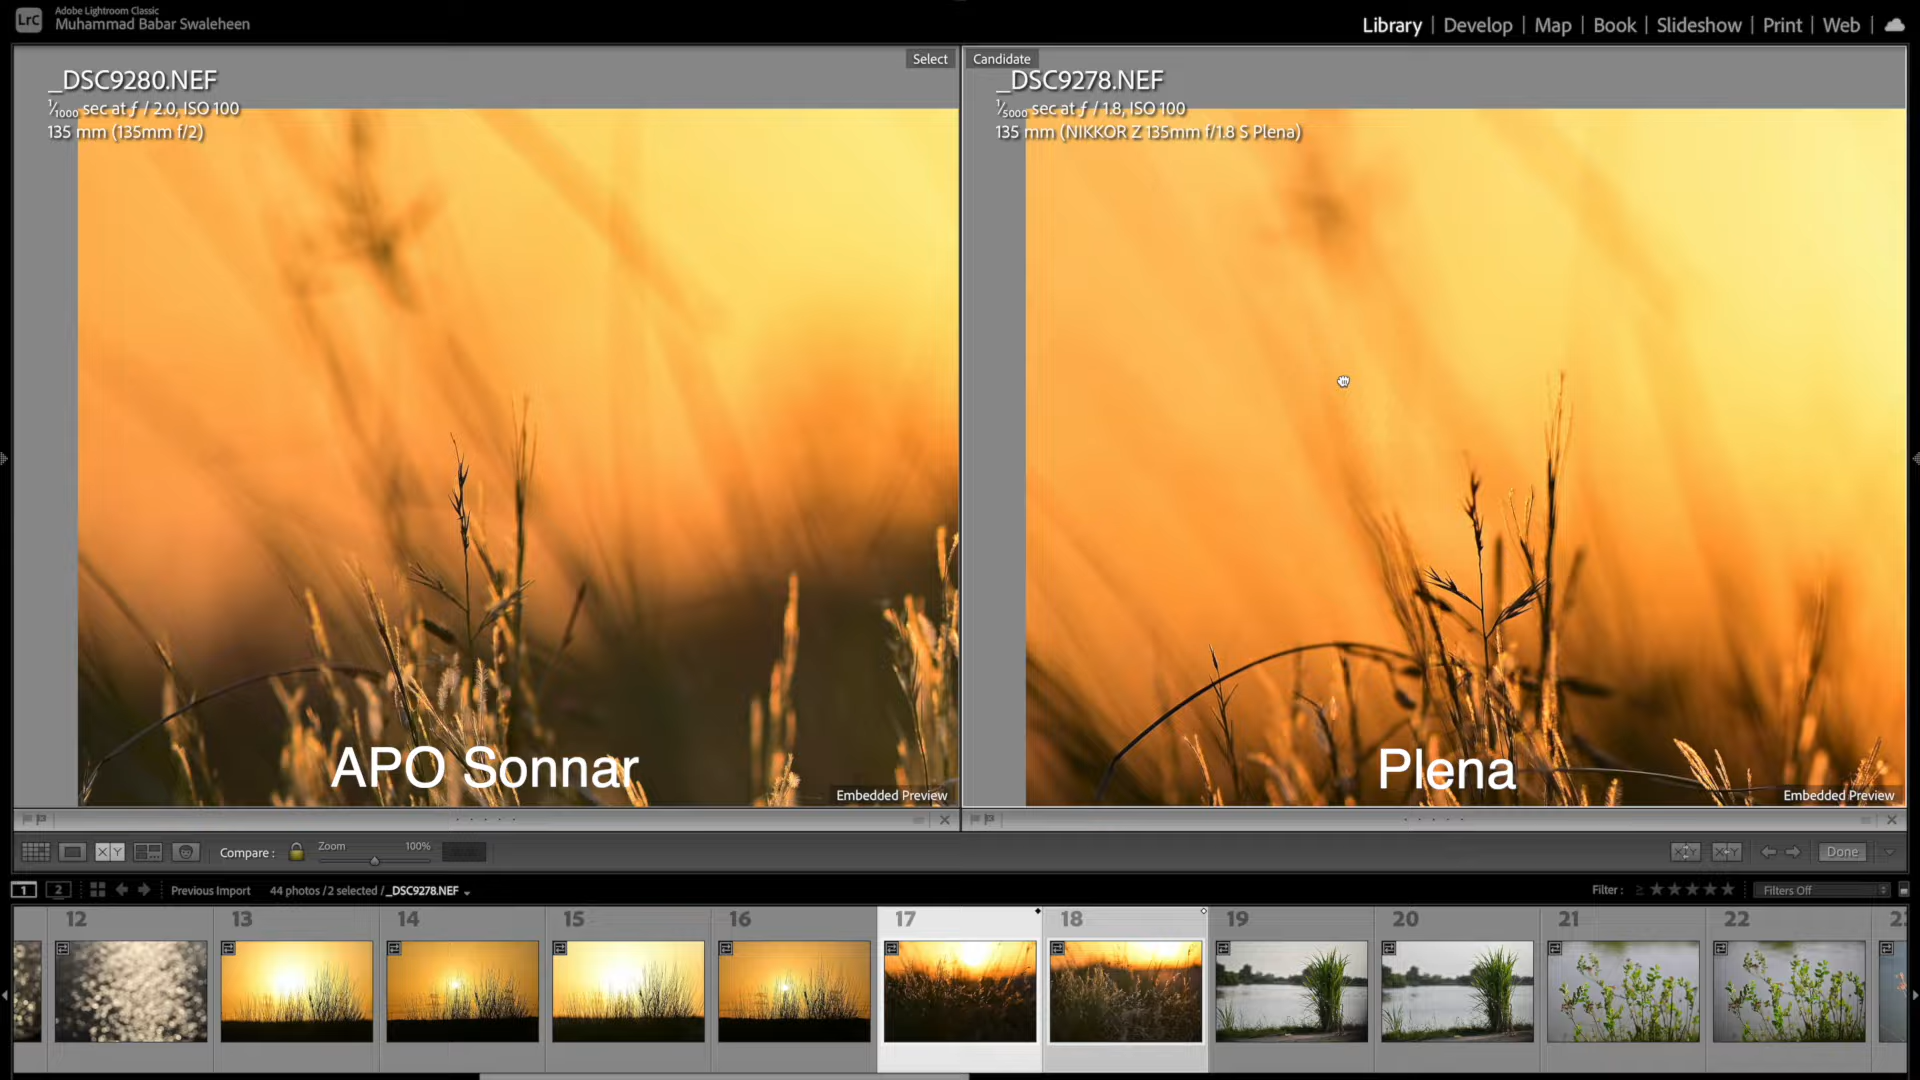 LrC
Adobe Lightroom Classic
Muhammad Babar Swaleheen
Library | Develop | Map | Book | Slideshow | Print | Web |
Select
_DSC9280.NEF
1/1000 sec at ƒ / 2.0, ISO 100
135 mm (135mm f/2)
Candidate
_DSC9278.NEF
1/5000 sec at ƒ / 1.8, ISO 100
135 mm (NIKKOR Z 135mm f/1.8 S Plena)
APO Sonnar
Embedded Preview
Plena
Embedded Preview
X Y
Compare :
Zoom
100%
Done
1
2
Previous Import
44 photos / 2 selected / _DSC9278.NEF
Filter :
Filters Off
12
13
14
15
16
17
18
19
20
21
22